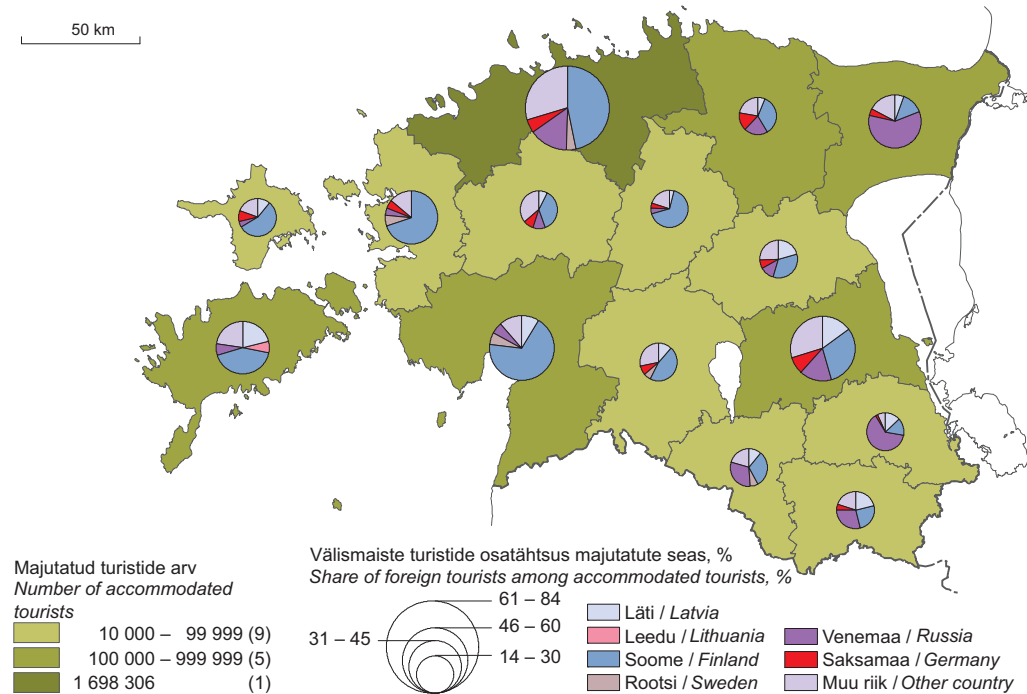 50 km
Majutatud turistide arv
Number of accommodated
tourists
10 000 – 99 999 (9)
100 000 –999 999 (5)
1 698 306 (1)
Välismaiste turistide osatähtsus majutatute seas, %
Share of foreign tourists among accommodated tourists, %
61 – 84
46 – 60
31 – 45
14 – 30
Läti / Latvia
Leedu / Lithuania
Soome / Finland
Rootsi / Sweden
Venemaa / Russia
Saksamaa / Germany
Muu riik / Other country